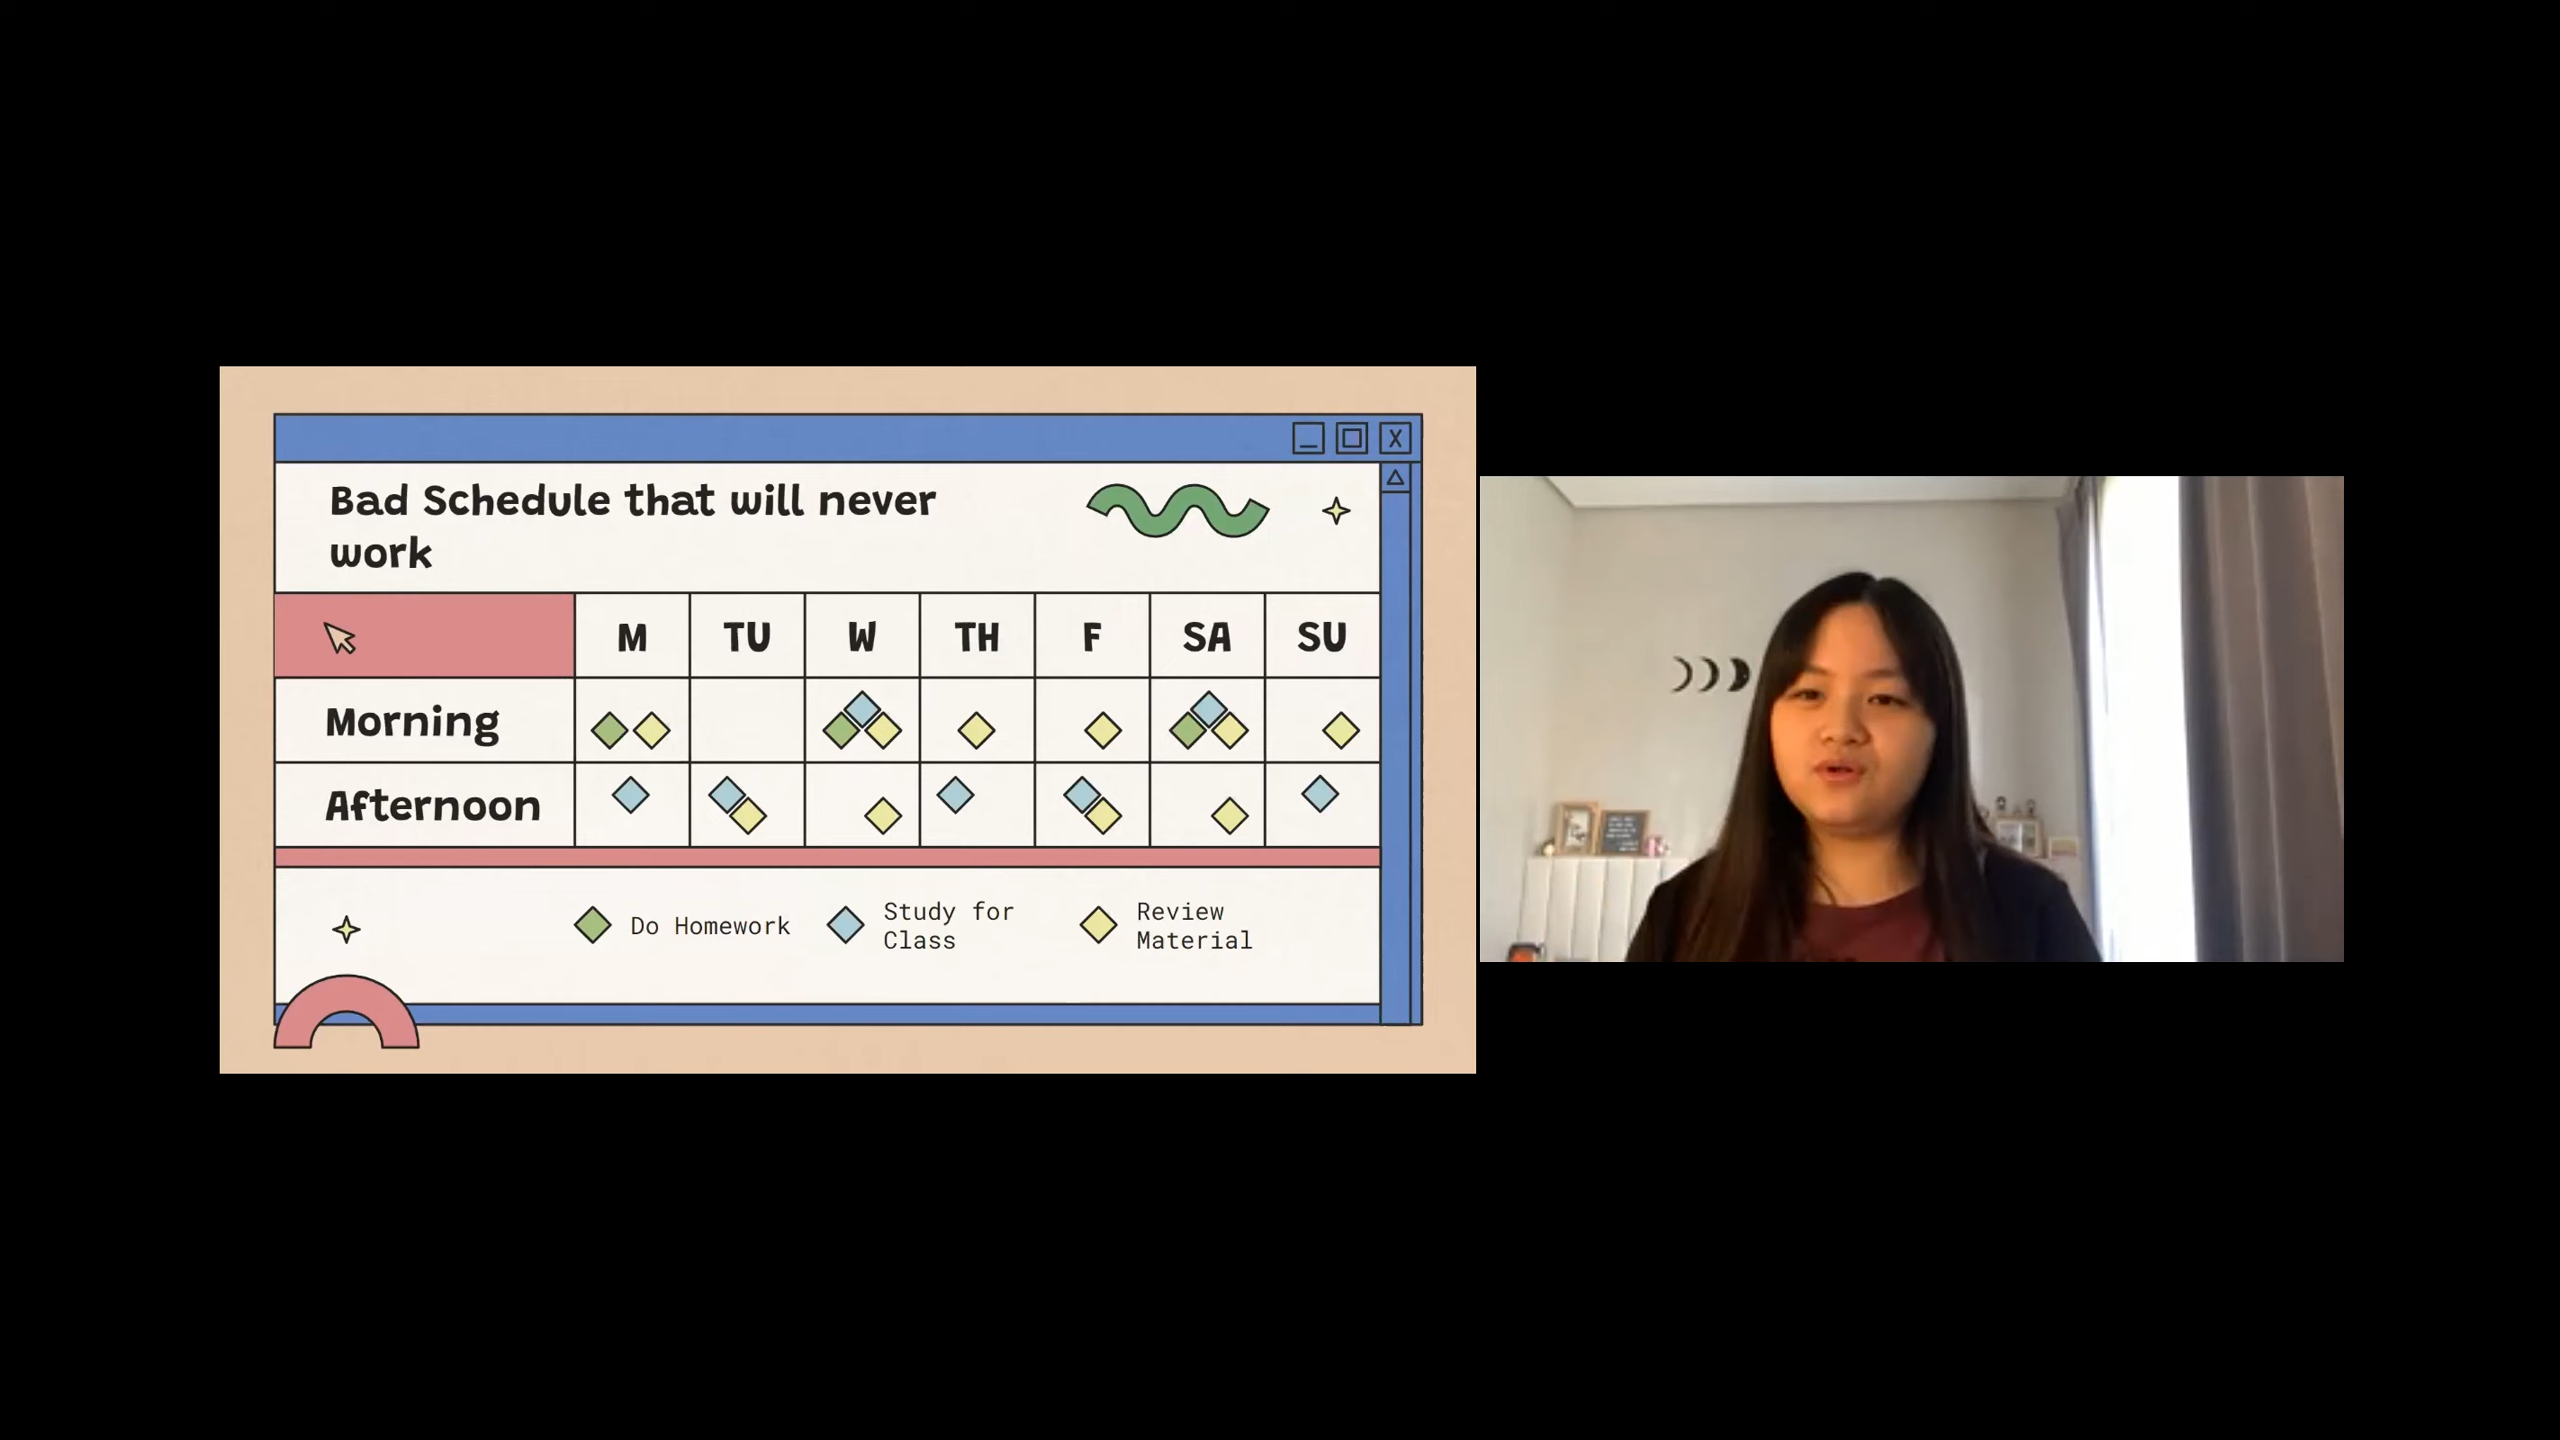 X
Bad Schedule that will never
work
M TU W TH F SA SU
Morning
Afternoon
Do Homework
Study for
Class
Review
Material